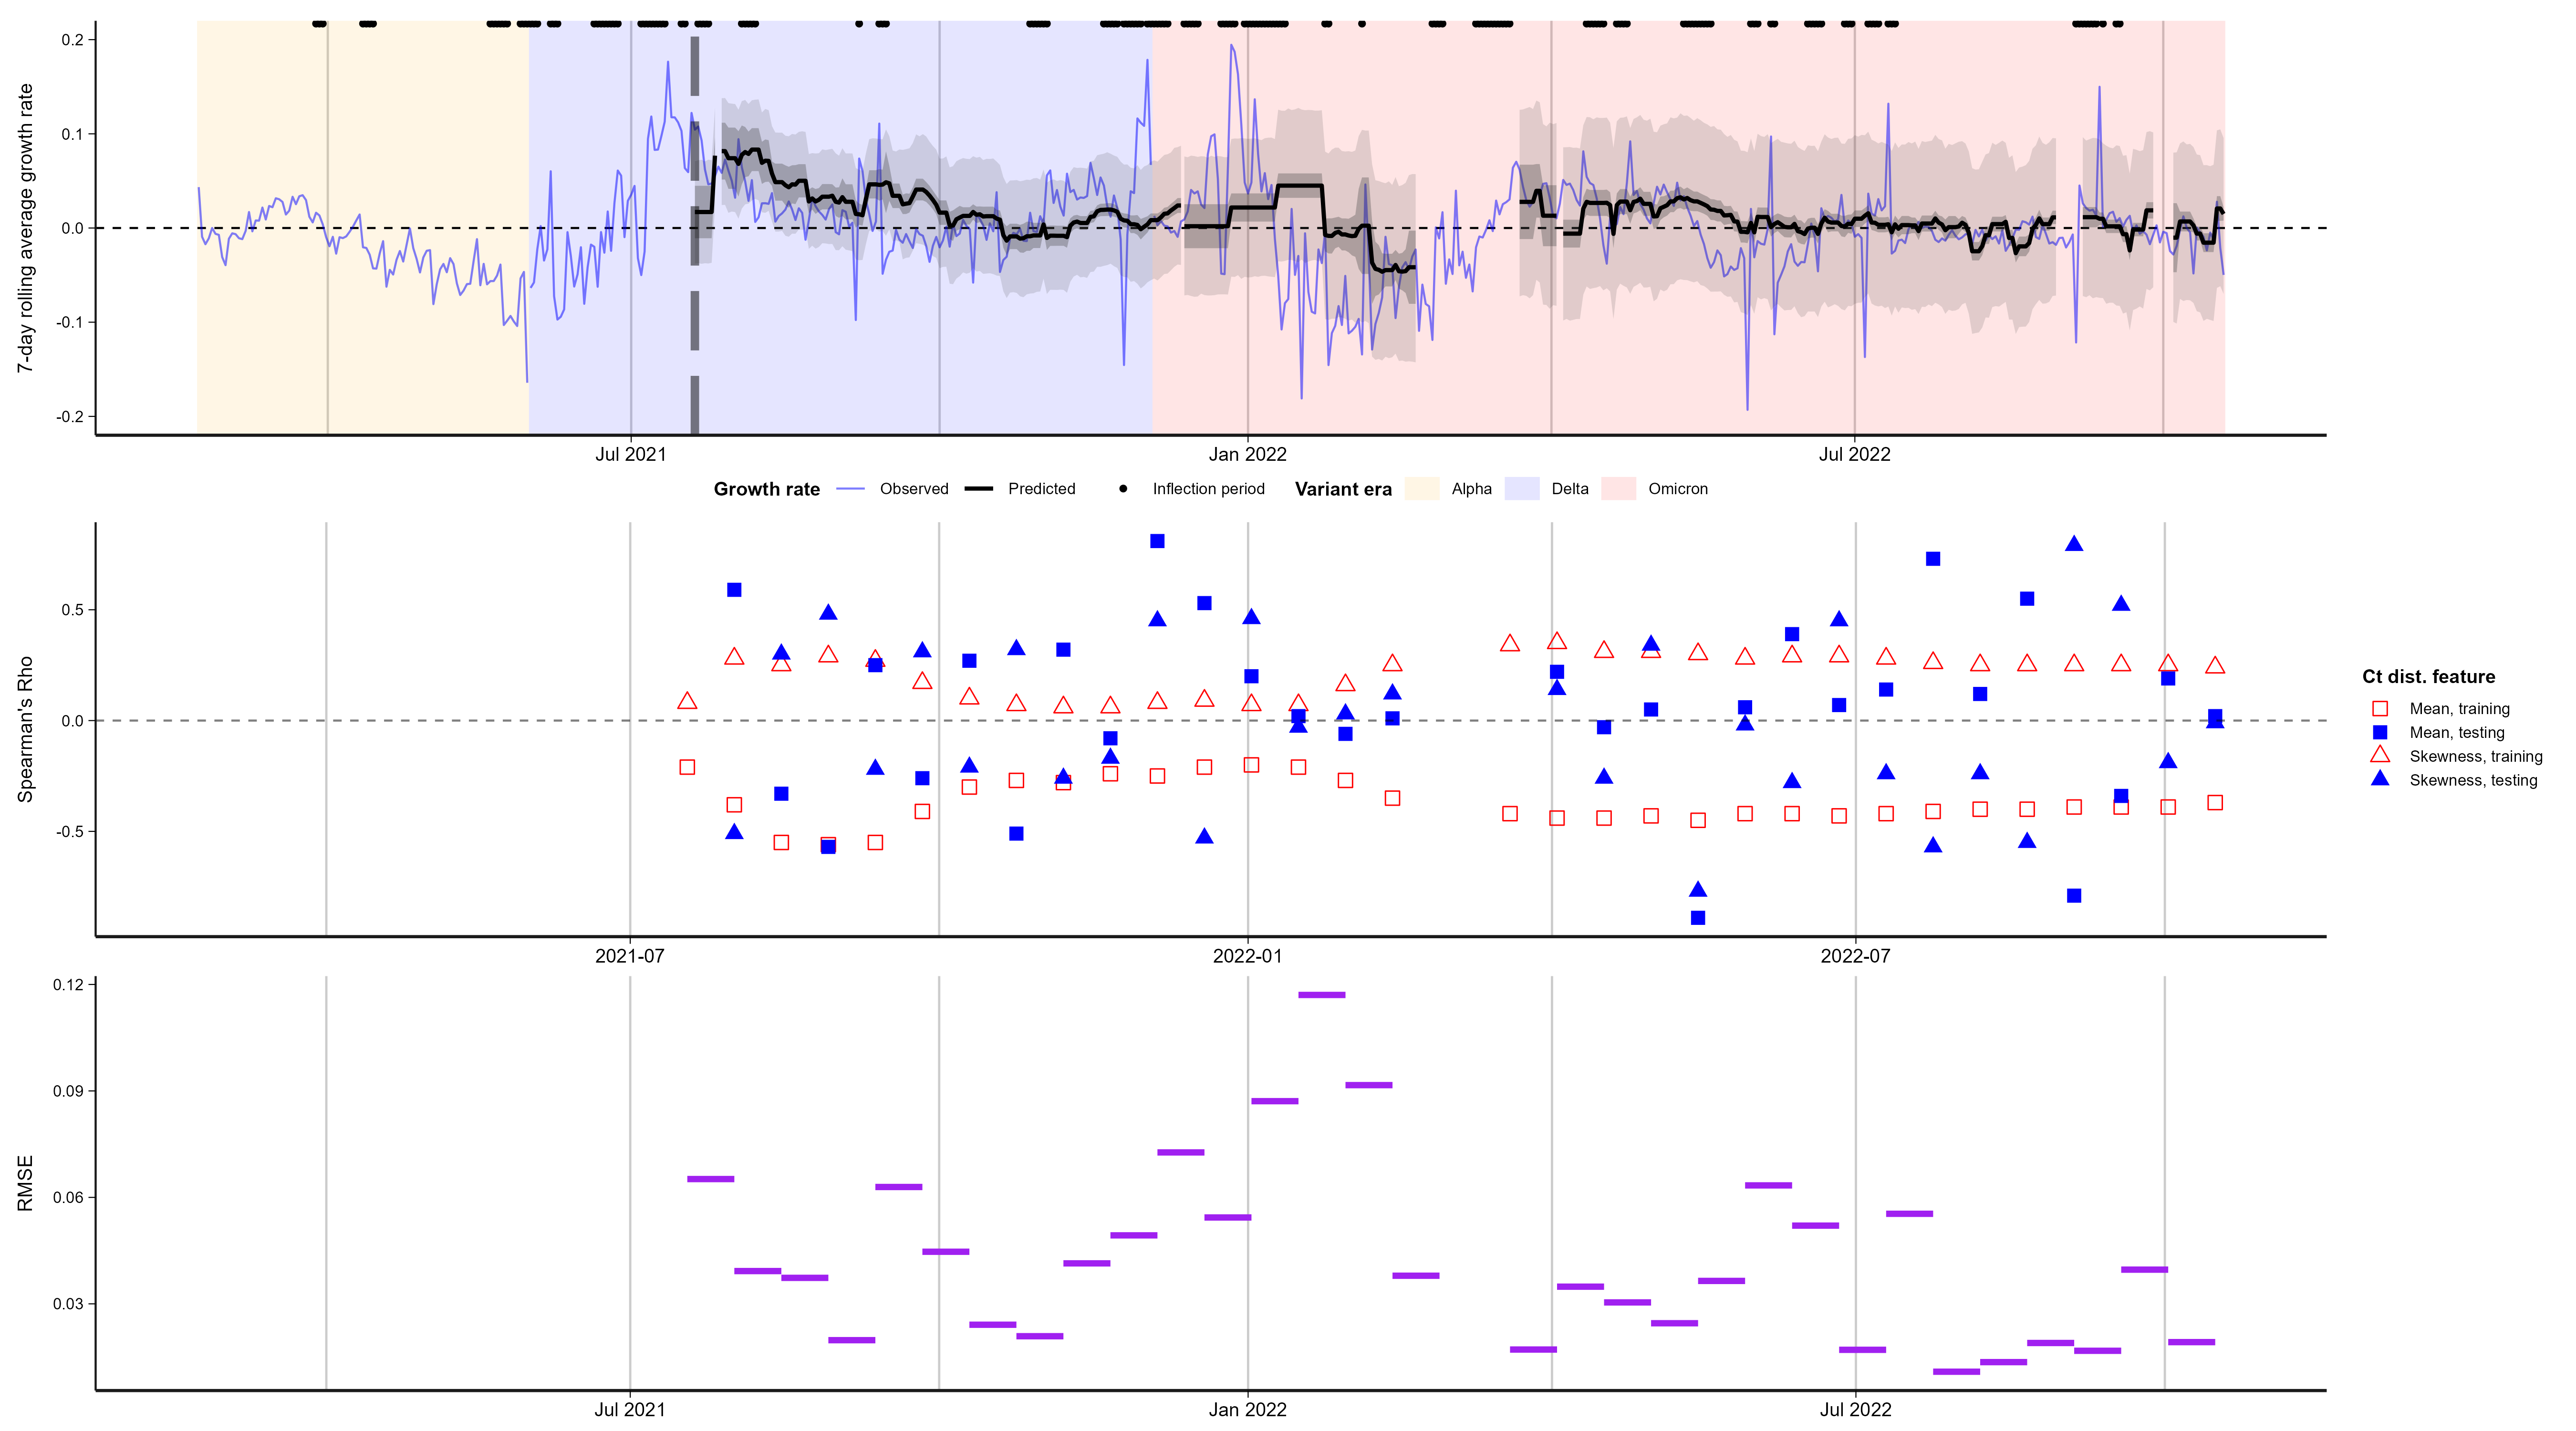 7-day rolling average growth rate
0.2
0.1
0.0
-0.1
-0.2
Jul 2021 Jan 2022 Jul 2022
Growth rate Observed Predicted Inflection period Variant era Alpha Delta Omicron
Spearman's Rho
0.5
0.0
-0.5
2021-07 2022-01 2022-07
Ct dist. feature
Mean, training
Mean, testing
Skewness, training
Skewness, testing
RMSE
0.12
0.09
0.06
0.03
Jul 2021 Jan 2022 Jul 2022